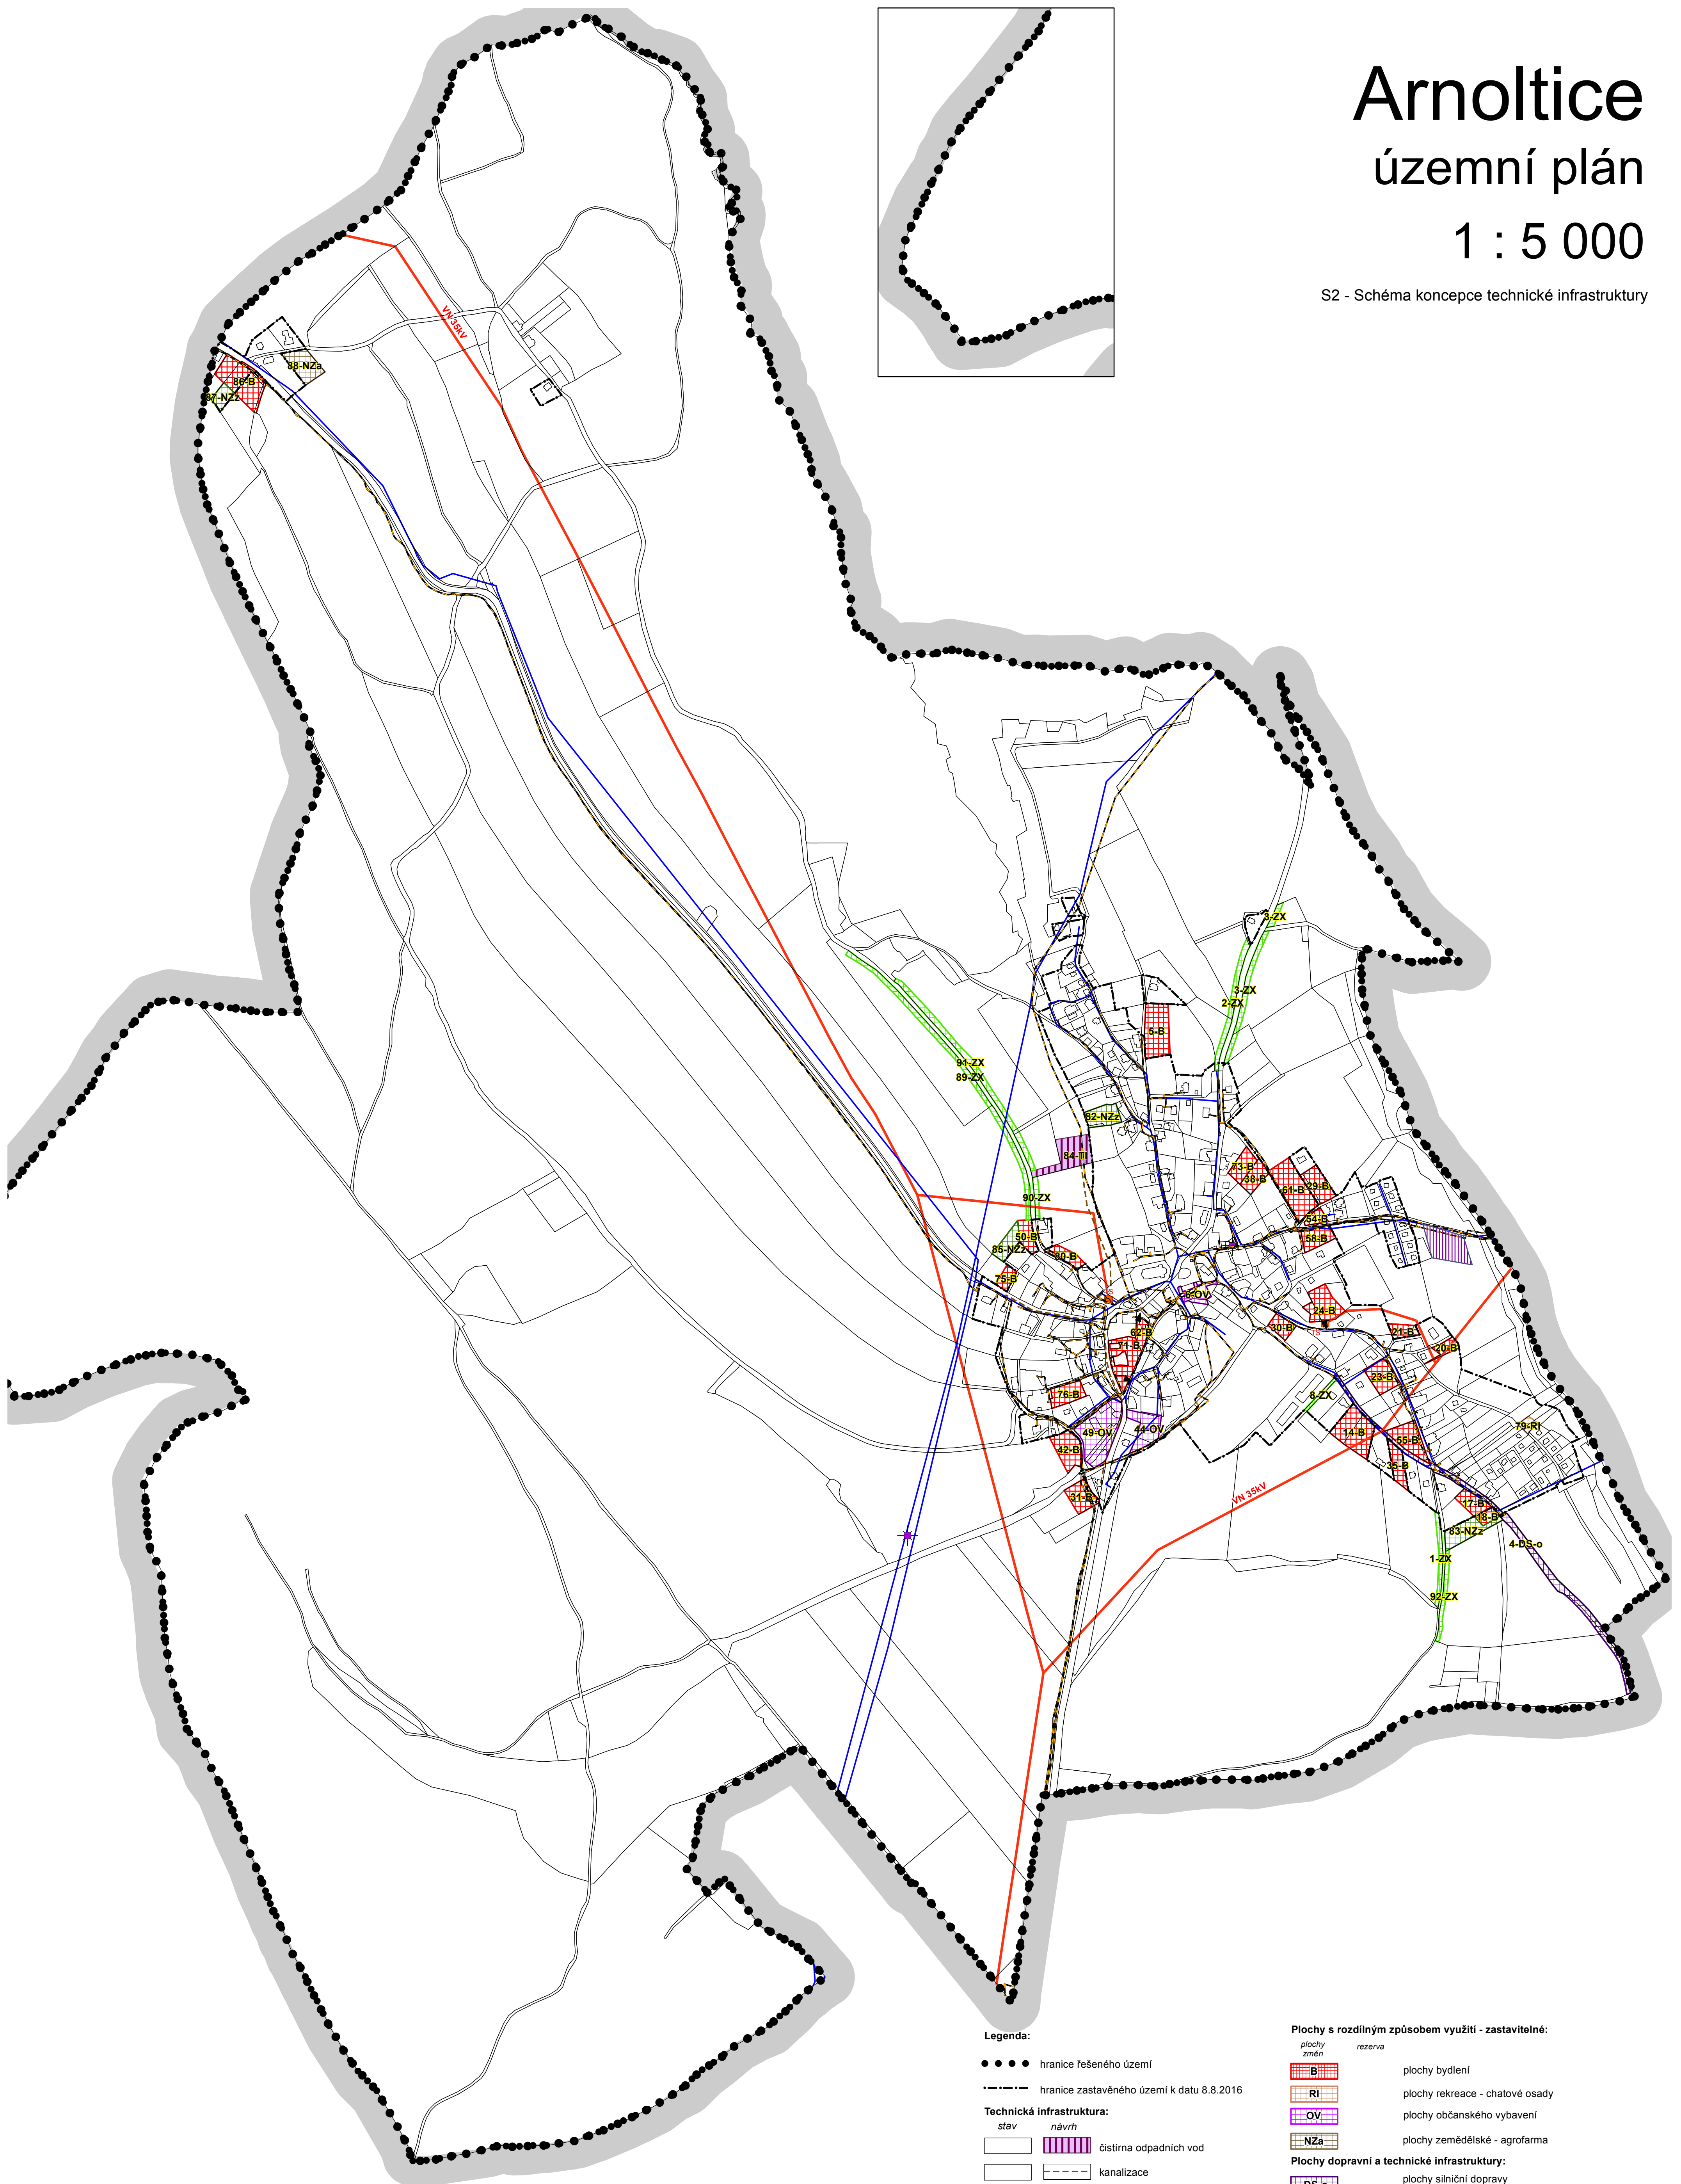 Arnoltice
územní plán
1 : 5 000
S2 - Schéma koncepce technické infrastruktury
VN 35kV
88-NZa
86-B
87-NZz
3-ZX
3-ZX
2-ZX
5-B
91-ZX
89-ZX
82-NZz
84-TI
73-B
38-B
61-B
29-B
90-ZX
54-B
50-B
58-B
85-NZz
80-B
75-B
6-OV
24-B
30-B
TS
62-B
21-B
71-B
20-B
23-B
76-B
8-ZX
79-RI
49-OV
44-OV
14-B
55-B
42-B
35-B
VN 35kV
31-B
17-B
18-B
83-NZz
4-DS-o
1-ZX
92-ZX
Legenda:
hranice řešeného území
hranice zastavěného území k datu 8.8.2016
Technická infrastruktura:
stav návrh
čistírna odpadních vod
kanalizace
Plochy s rozdílným způsobem využití - zastavitelné:
plochy změn
rezerva
B plochy bydlení
RI plochy rekreace - chatové osady
OV plochy občanského vybavení
NZa plochy zemědělské - agrofarma
Plochy dopravní a technické infrastruktury:
plochy silniční dopravy